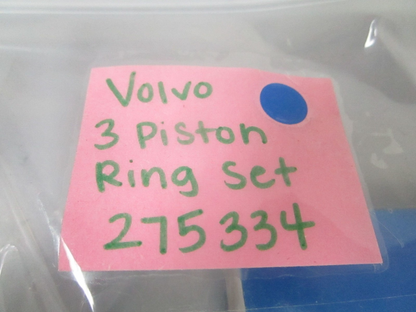 Volvo
3 Piston
Ring Set
275334